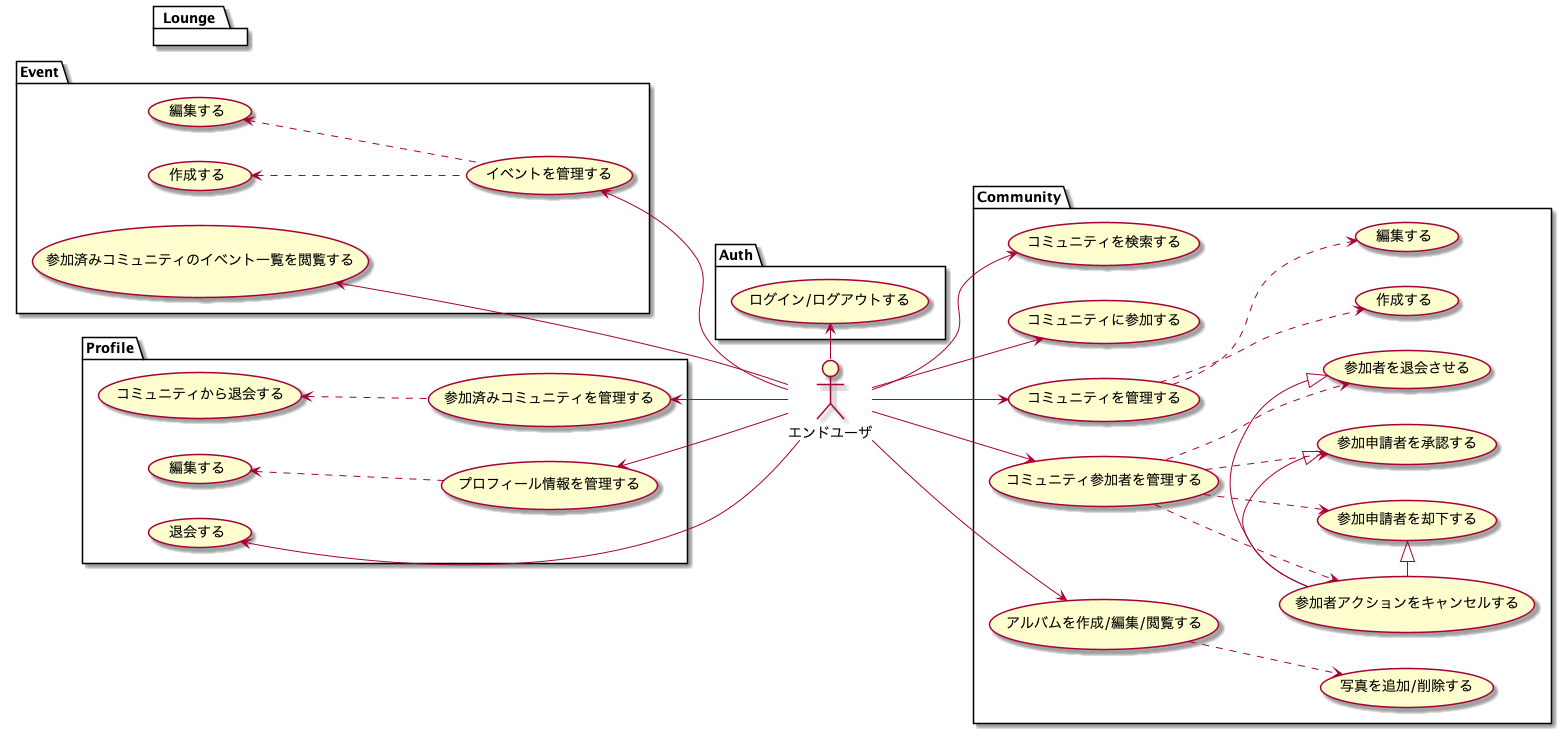 Lounge
Event
編集する
作成する
イベントを管理する
参加済みコミュニティのイベント一覧を閲覧する
Profile
コミュニティから退会する
参加済みコミュニティを管理する
編集する
プロフィール情報を管理する
退会する
Auth
ログイン/ログアウトする
エンドユーザ
Community
コミュニティを検索する
コミュニティに参加する
コミュニティを管理する
コミュニティ参加者を管理する
アルバムを作成/編集/閲覧する
編集する
作成する
参加者を退会させる
参加申請者を承認する
参加申請者を却下する
参加者アクションをキャンセルする
写真を追加/削除する